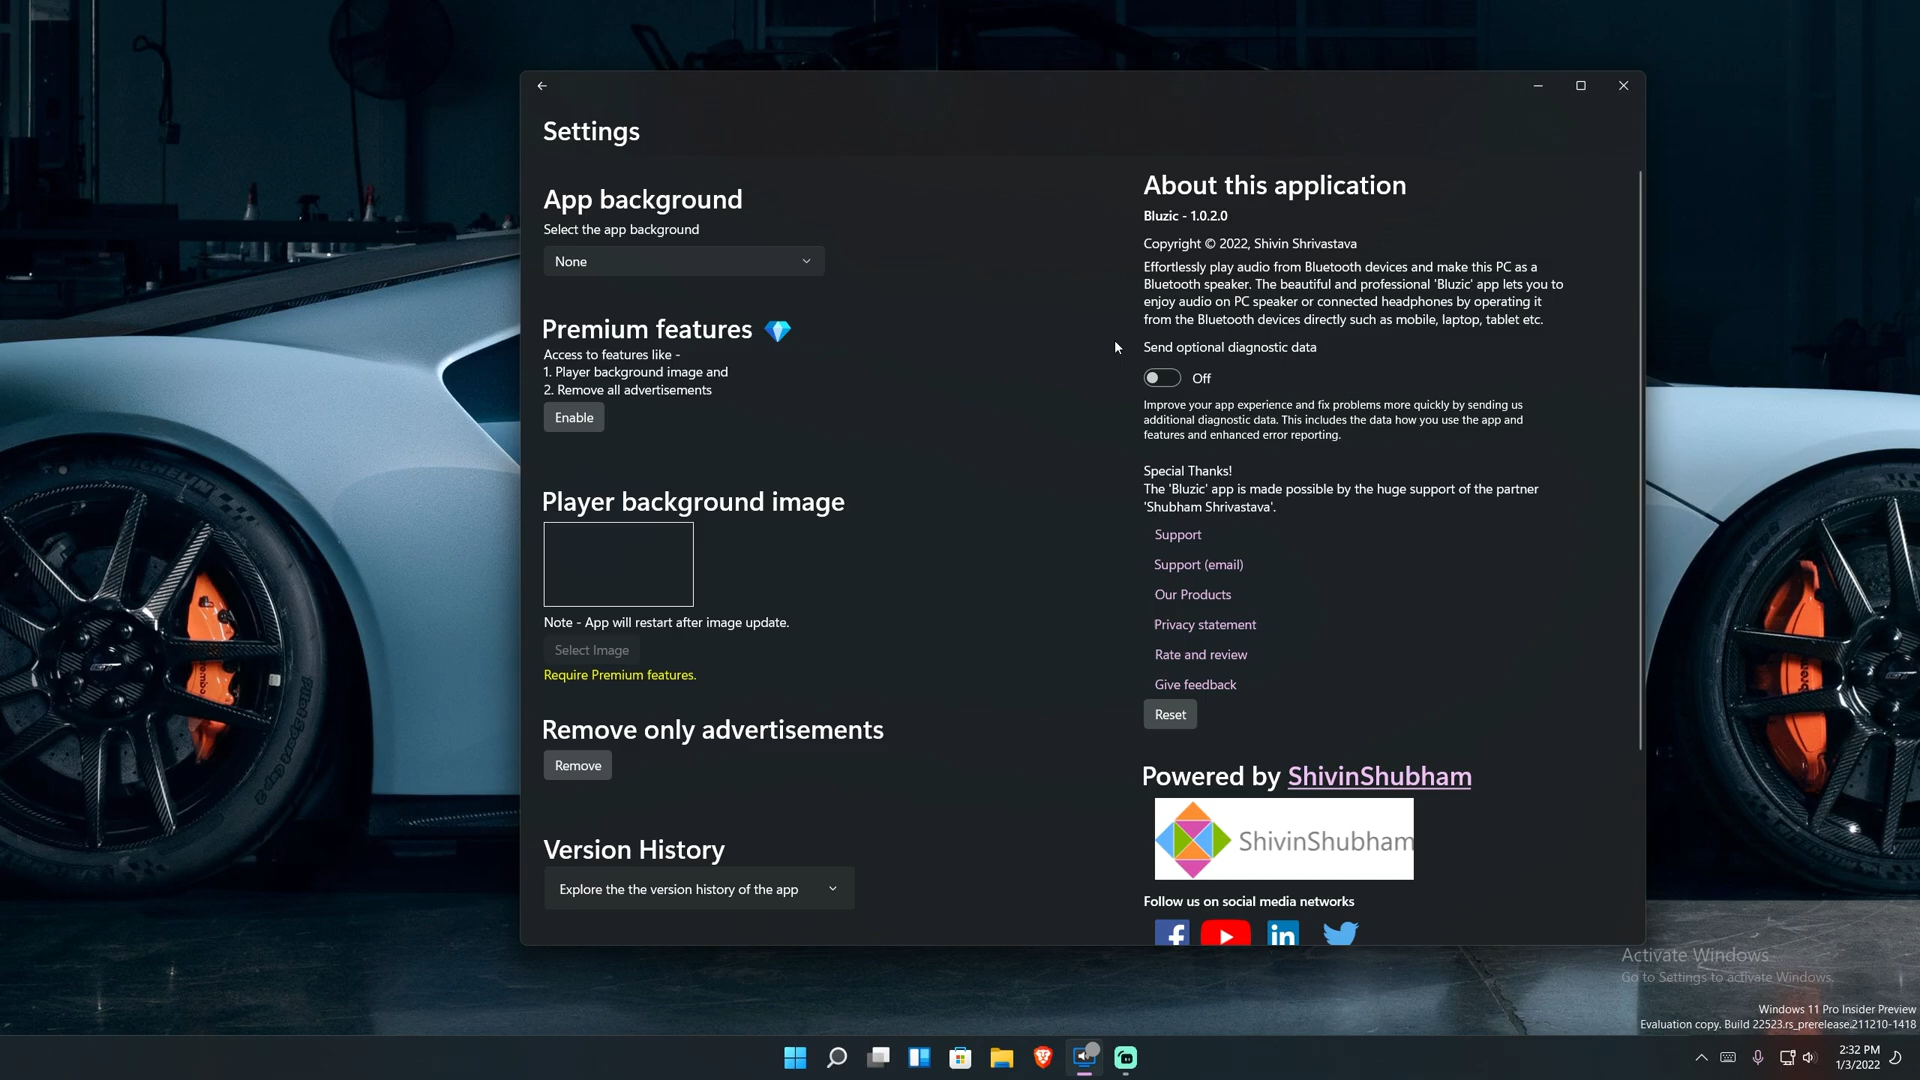 Settings
App background
Select the app background
None
Premium features
Access to features like -
1. Player background image and
2. Remove all advertisements
Enable
Player background image
Note - App will restart after image update.
Select Image
Require Premium features.
Remove only advertisements
Remove
Version History
Explore the the version history of the app
About this application
Bluzic - 1.0.2.0
Copyright © 2022, Shivin Shrivastava
Effortlessly play audio from Bluetooth devices and make this PC as a
Bluetooth speaker. The beautiful and professional 'Bluzic' app lets you to
enjoy audio on PC speaker or connected headphones by operating it
from the Bluetooth devices directly such as mobile, laptop, tablet etc.
Send optional diagnostic data
Off
Improve your app experience and fix problems more quickly by sending us
additional diagnostic data. This includes the data how you use the app and
features and enhanced error reporting.
Special Thanks!
The 'Bluzic' app is made possible by the huge support of the partner
'Shubham Shrivastava'.
Support
Support (email)
Our Products
Privacy statement
Rate and review
Give feedback
Reset
Powered by ShivinShubham
ShivinShubham
Follow us on social media networks
Activate Windows
Go to Settings to activate Windows.
Windows 11 Pro Insider Preview
Evaluation copy. Build 22523.rs_prerelease.211210-1418
2:32 PM
1/3/2022